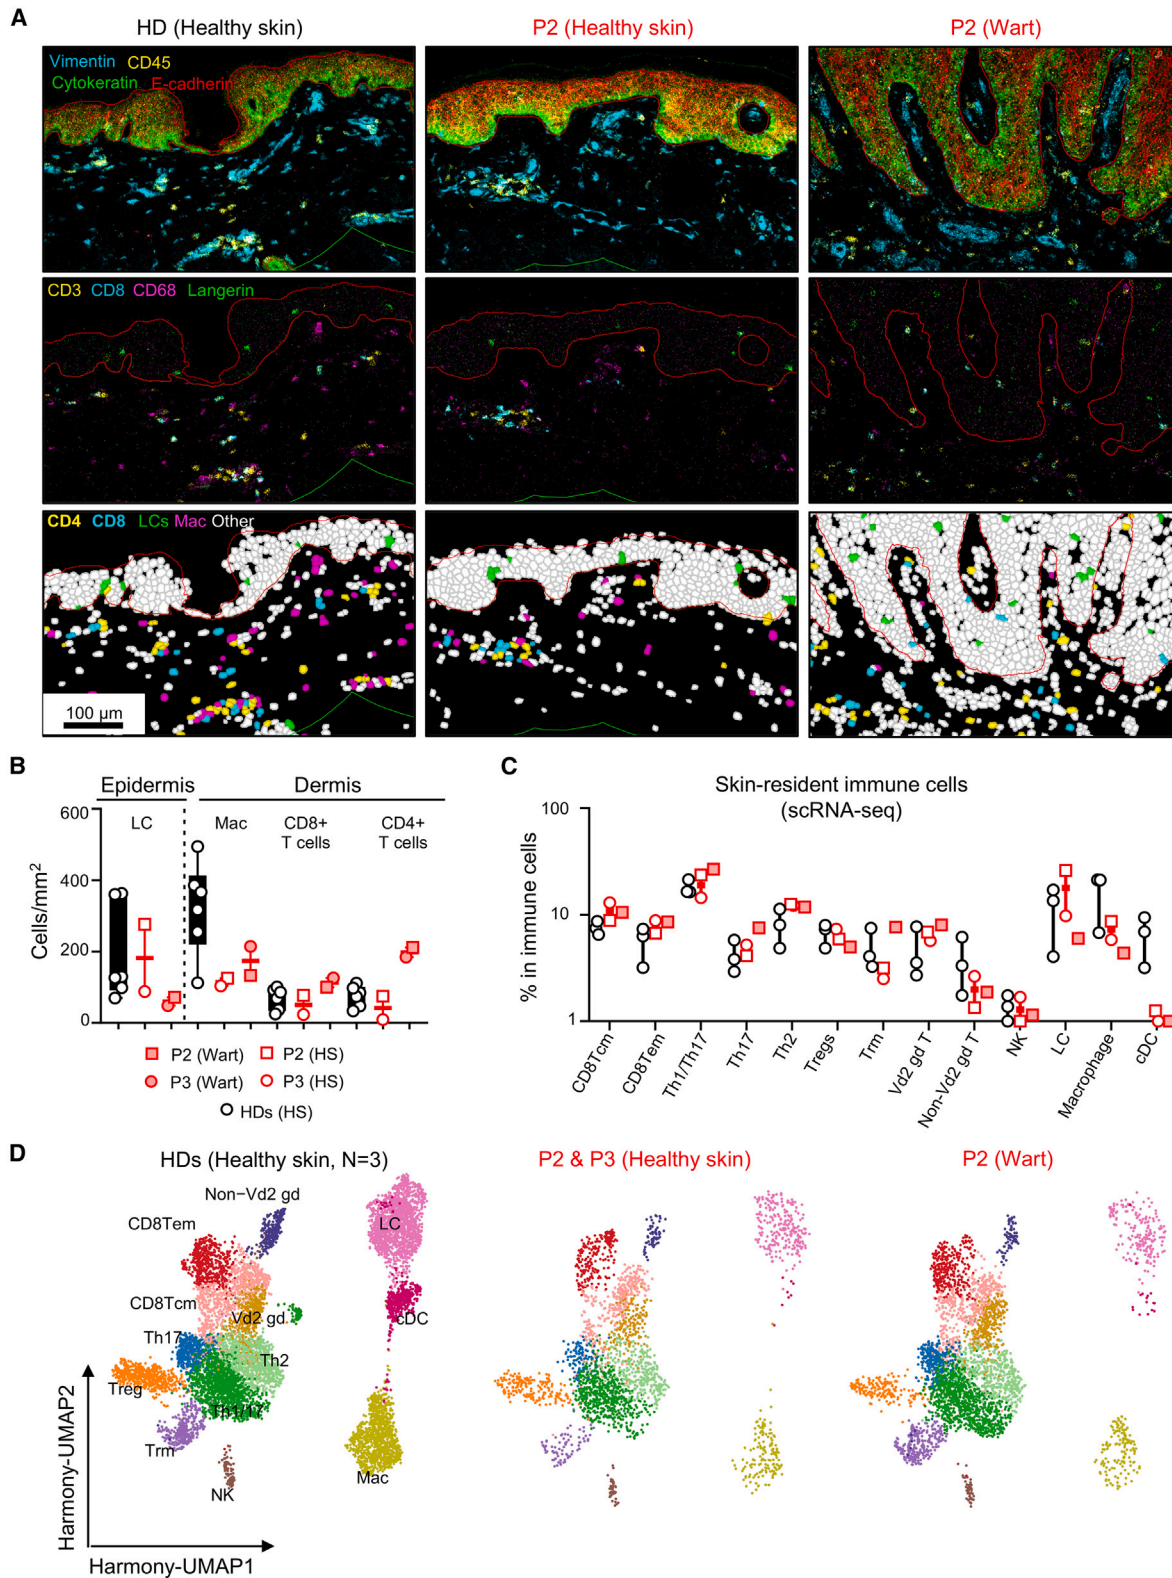 A
HD (Healthy skin)
P2 (Healthy skin)
P2 (Wart)
Vimentin CD45
Cytokeratin E-cadherin
CD3 CD8 CD68 Langerin
CD4 CD8 LCs Mac Other
100 µm
B
Epidermis
Dermis
LC
Mac
CD8+
T cells
CD4+
T cells
Cells/mm²
600
400
200
0
P2 (Wart)
P2 (HS)
P3 (Wart)
P3 (HS)
HDs (HS)
C
Skin-resident immune cells
(scRNA-seq)
% in immune cells
100
10
1
CD8Tcm
CD8Tem
Th1/Th17
Th17
Th2
Tregs
Trm
Vd2 gd T
Non-Vd2 gd T
NK
LC
Macrophage
cDC
D
HDs (Healthy skin, N=3)
P2 & P3 (Healthy skin)
P2 (Wart)
Non-Vd2 gd
CD8Tem
LC
CD8Tcm
Vd2 gd
cDC
Th17
Th2
Treg
Th1/17
Trm
Mac
NK
Harmony-UMAP2
Harmony-UMAP1